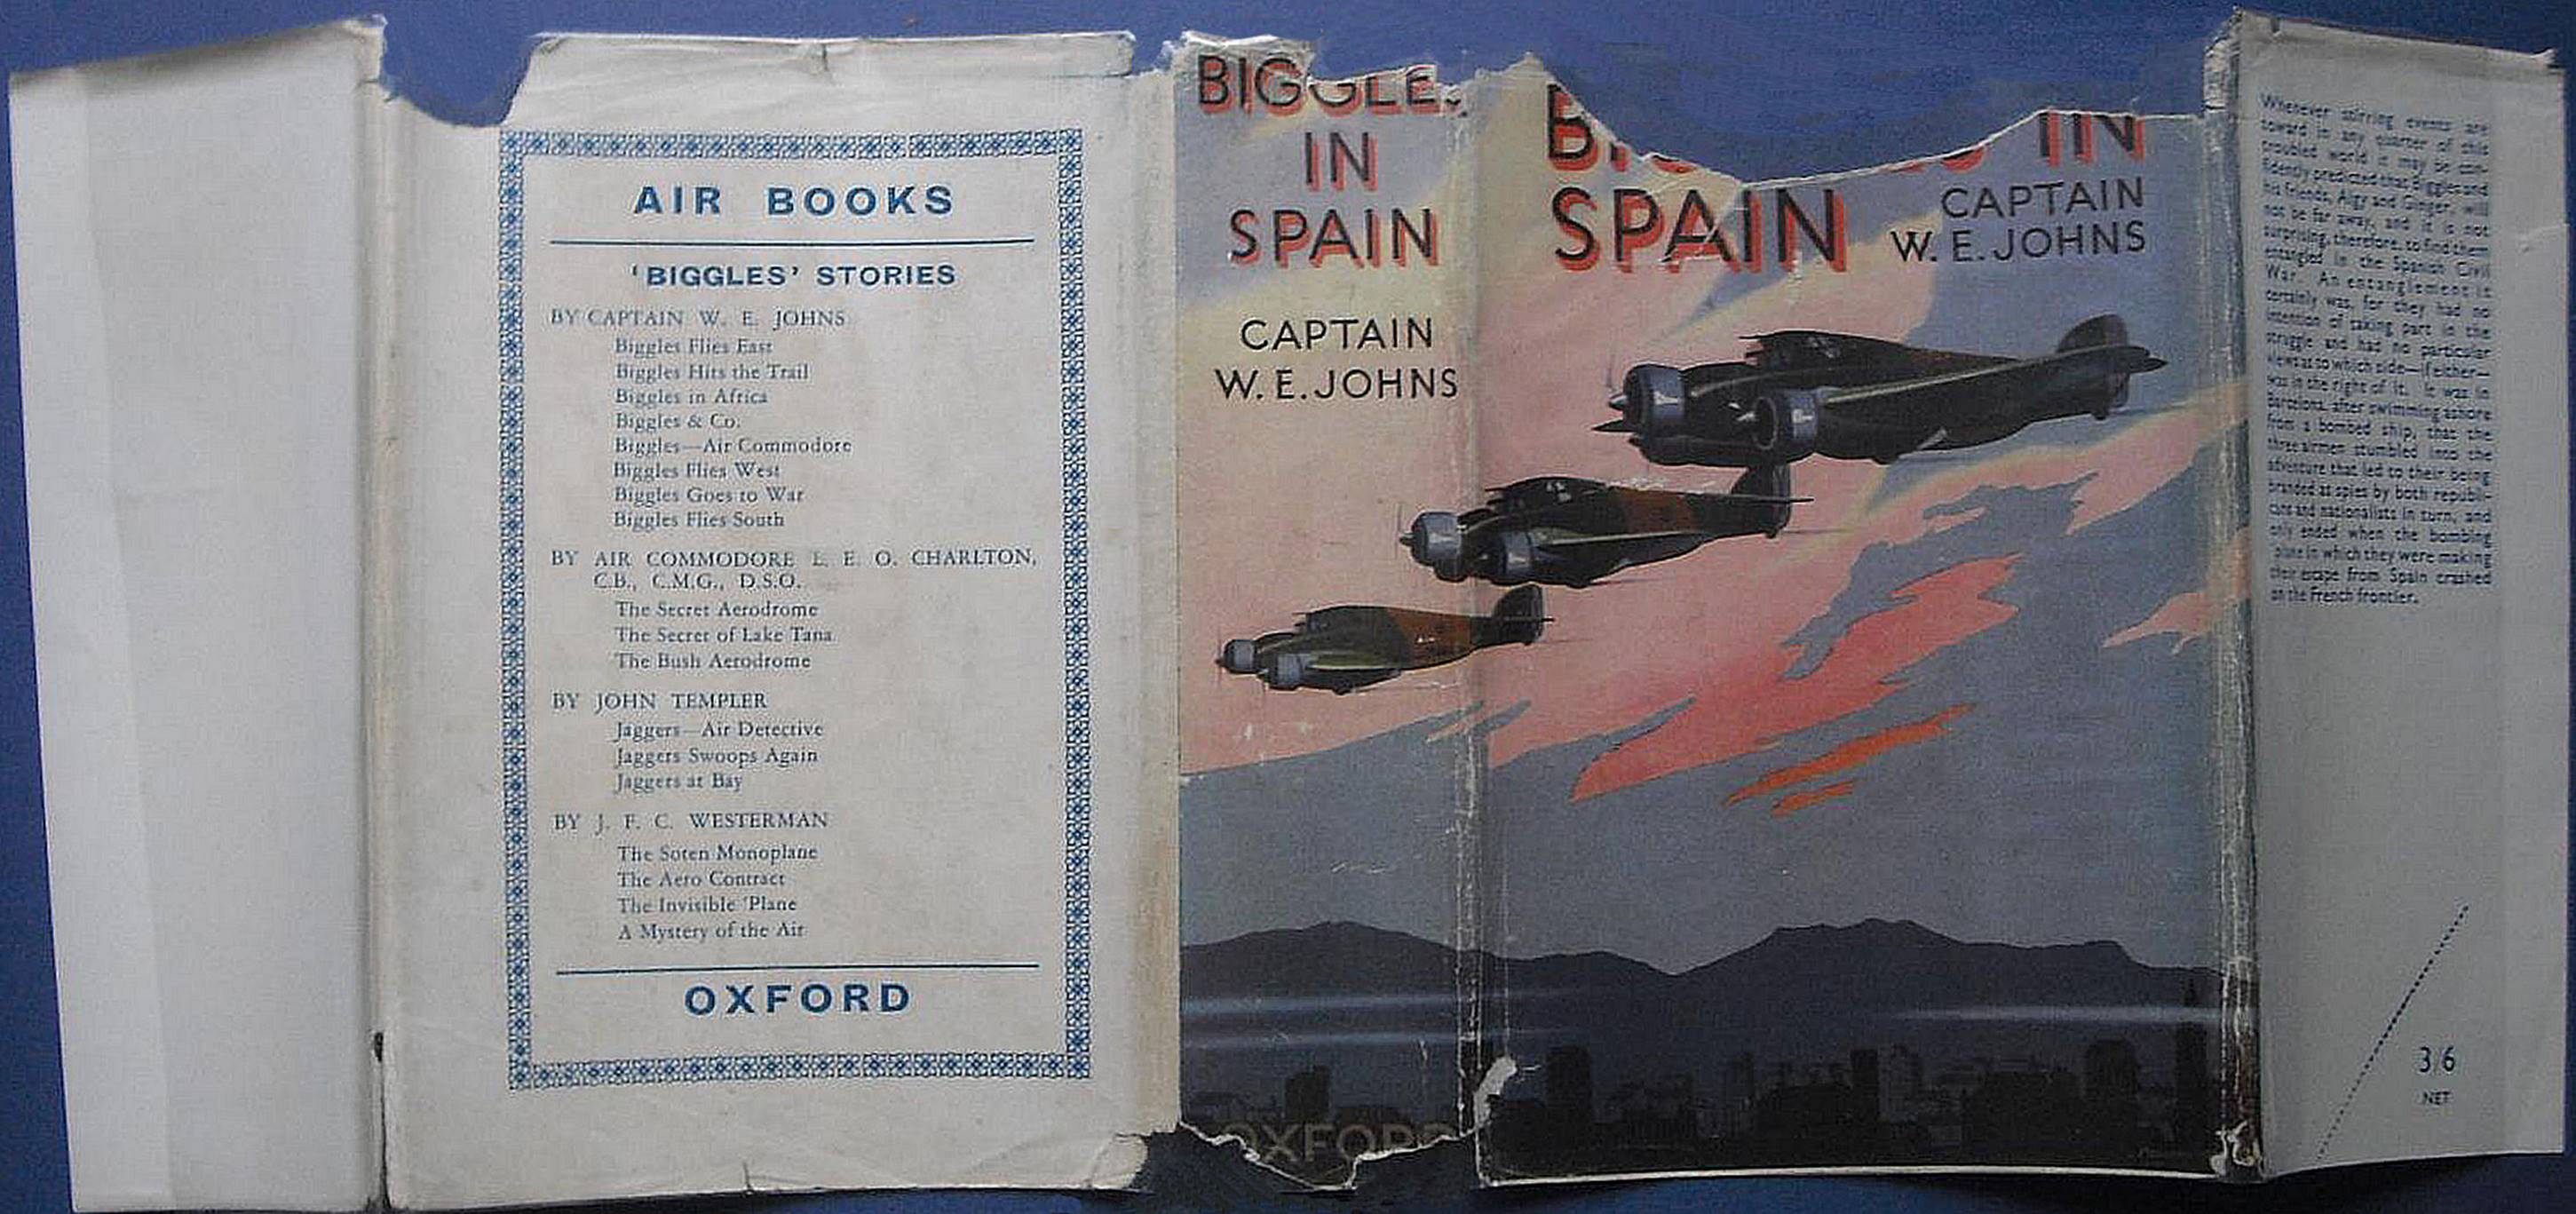 AIR BOOKS
'BIGGLES' STORIES
BY CAPTAIN W. E. JOHNS
Biggles Flies East
Biggles Hits the Trail
Biggles in Africa
Biggles & Co.
Biggles—Air Commodore
Biggles Flies West
Biggles Goes to War
Biggles Flies South
BY AIR COMMODORE L. E. O. CHARLTON,
C.B., C.M.G., D.S.O.
The Secret Aerodrome
The Secret of Lake Tana
The Bush Aerodrome
BY JOHN TEMPLER
Jaggers—Air Detective
Jaggers Swoops Again
Jaggers at Bay
BY J. F. C. WESTERMAN
The Soten Monoplane
The Aero Contract
The Invisible 'Plane
A Mystery of the Air
OXFORD
BIGGLE
IN
SPAIN
CAPTAIN
W. E. JOHNS
OXFORD
B IN
SPAIN
CAPTAIN
W. E. JOHNS
Whenever stirring events are
toward in any quarter of this
troubled world it may be con-
fidently predicted that Biggles and
his friends, Algy and Ginger, will
not be far away, and it is not
surprising, therefore, to find them
entangled in the Spanish Civil
War. An entanglement it
certainly was, for they had no
intention of taking part in the
struggle and had no particular
views as to which side—if either—
was in the right of it. It was in
Barcelona, after swimming ashore
from a bombed ship, that the
three airmen stumbled into the
adventure that led to their being
branded as spies by both republi-
cans and nationalists in turn, and
only ended when the bombing
'plane in which they were making
their escape from Spain crashed
on the French frontier.
3/6
NET